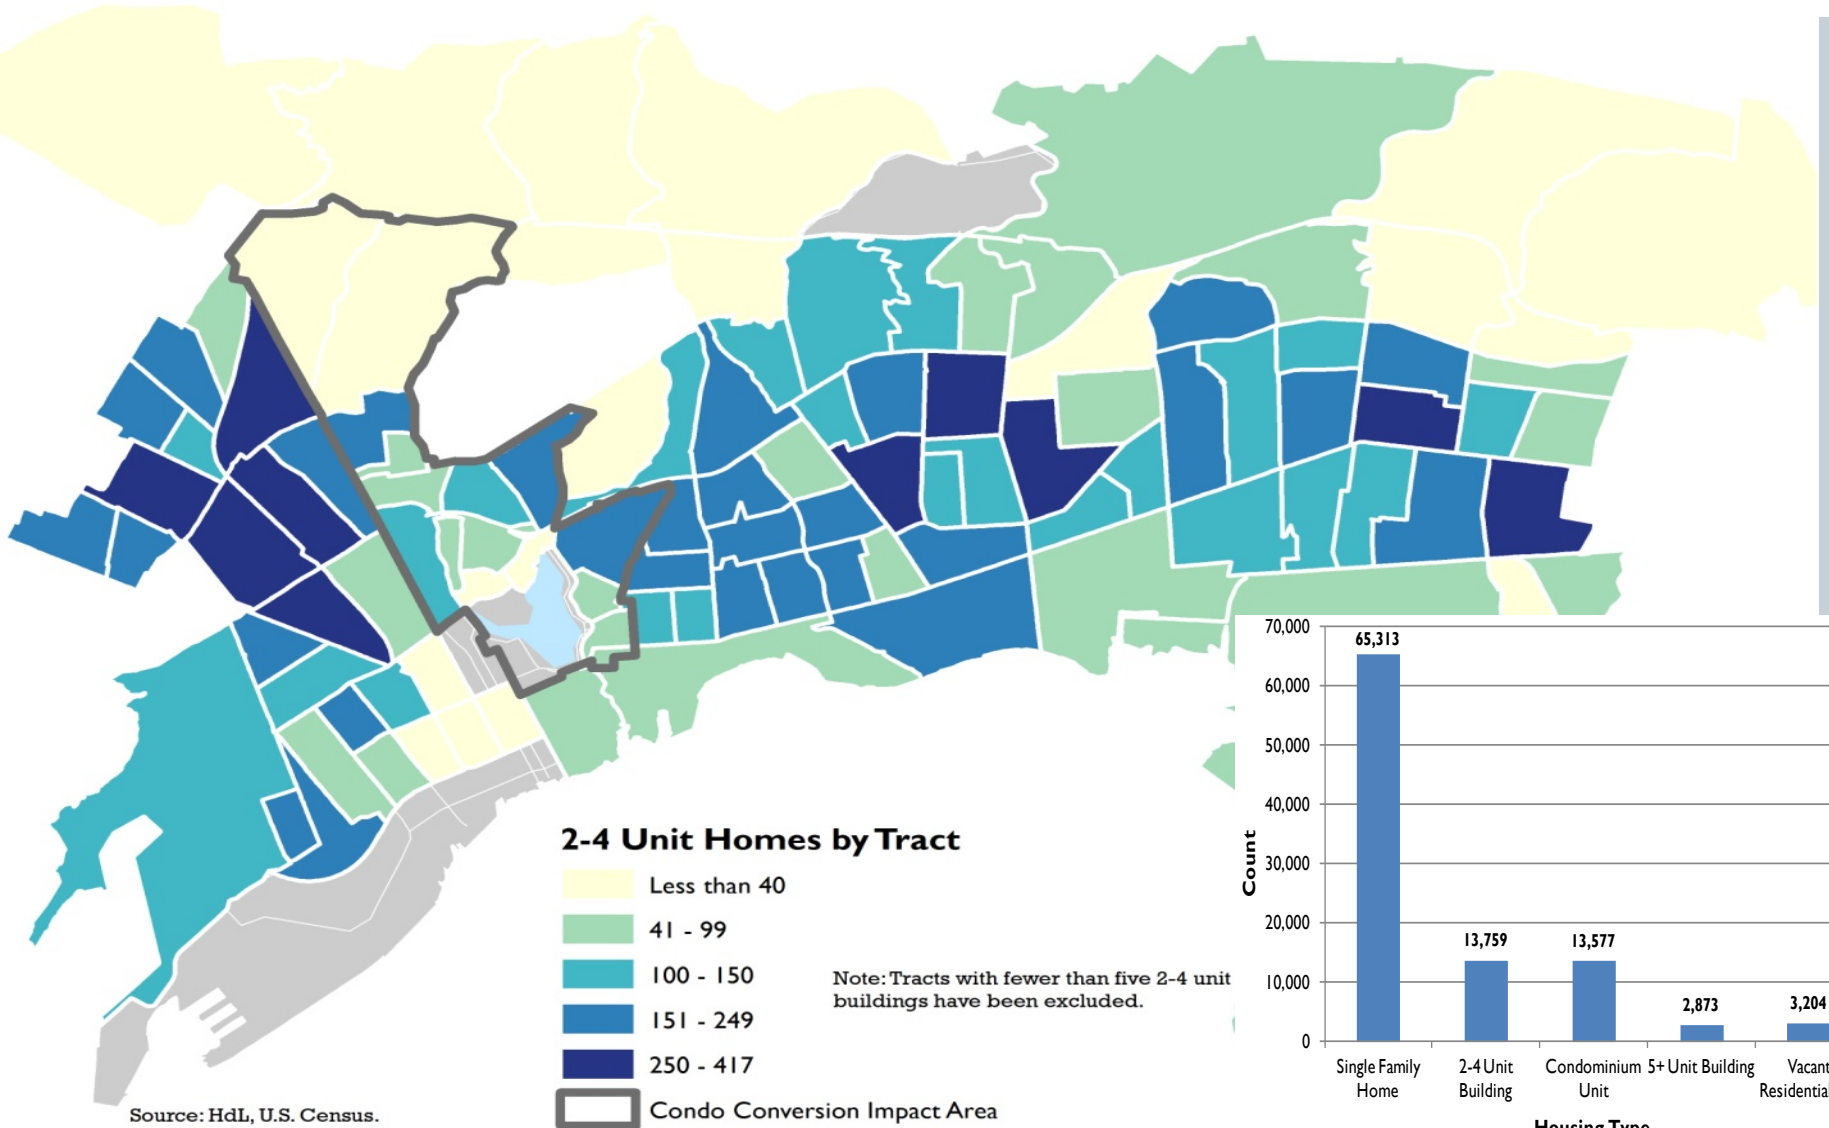 2-4 Unit Homes by Tract
Less than 40
41 - 99
100 - 150
151 - 249
250 - 417
Condo Conversion Impact Area
Note: Tracts with fewer than five 2-4 unit
buildings have been excluded.
Source: HdL, U.S. Census.
70,000
60,000
50,000
40,000
30,000
20,000
10,000
0
Count
65,313
13,759
13,577
2,873
3,204
Single Family
Home
2-4 Unit
Building
Condominium
Unit
5+ Unit Building
Vacant
Residential
Housing Type